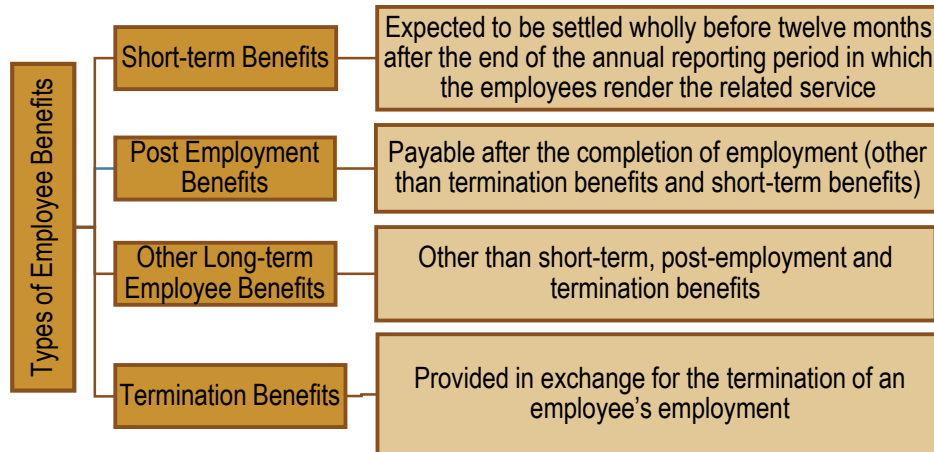 Types of Employee Benefits
Short-term Benefits
Expected to be settled wholly before twelve months
after the end of the annual reporting period in which
the employees render the related service
Post Employment
Benefits
Payable after the completion of employment (other
than termination benefits and short-term benefits)
Other Long-term
Employee Benefits
Other than short-term, post-employment and
termination benefits
Termination Benefits
Provided in exchange for the termination of an
employee’s employment